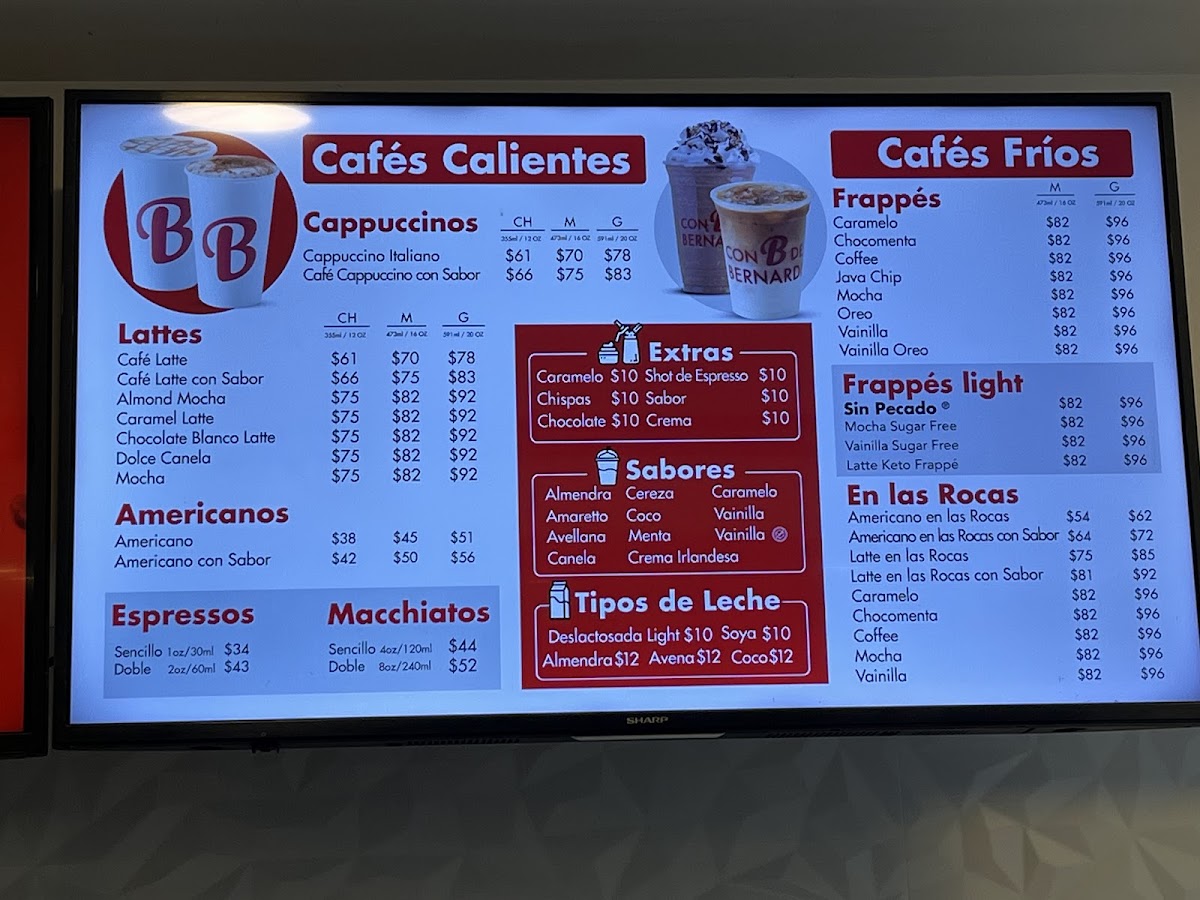 Cafés Calientes
Cappuccinos CH M G
355ml / 12 OZ 473ml / 16 OZ 591ml / 20 OZ
Cappuccino Italiano $61 $70 $78
Café Cappuccino con Sabor $66 $75 $83
B B
Lattes CH M G
355ml / 12 OZ 473ml / 16 OZ 591ml / 20 OZ
Café Latte $61 $70 $78
Café Latte con Sabor $66 $75 $83
Almond Mocha $75 $82 $92
Caramel Latte $75 $82 $92
Chocolate Blanco Latte $75 $82 $92
Dolce Canela $75 $82 $92
Mocha $75 $82 $92
Americanos
Americano $38 $45 $51
Americano con Sabor $42 $50 $56
Espressos
Sencillo 1oz/30ml $34
Doble 2oz/60ml $43
Macchiatos
Sencillo 4oz/120ml $44
Doble 8oz/240ml $52
CON B
BERNA
CON B DE
BERNARD
Extras
Caramelo $10 Shot de Espresso $10
Chispas $10 Sabor $10
Chocolate $10 Crema $10
Sabores
Almendra Cereza Caramelo
Amaretto Coco Vainilla
Avellana Menta Vainilla
Canela Crema Irlandesa
Tipos de Leche
Deslactosada Light $10 Soya $10
Almendra $12 Avena $12 Coco $12
Cafés Fríos
Frappés M G
473ml / 16 OZ 591ml / 20 OZ
Caramelo $82 $96
Chocomenta $82 $96
Coffee $82 $96
Java Chip $82 $96
Mocha $82 $96
Oreo $82 $96
Vainilla $82 $96
Vainilla Oreo $82 $96
Frappés light
Sin Pecado ® $82 $96
Mocha Sugar Free $82 $96
Vainilla Sugar Free $82 $96
Latte Keto Frappé $82 $96
En las Rocas
Americano en las Rocas $54 $62
Americano en las Rocas con Sabor $64 $72
Latte en las Rocas $75 $85
Latte en las Rocas con Sabor $81 $92
Caramelo $82 $96
Chocomenta $82 $96
Coffee $82 $96
Mocha $82 $96
Vainilla $82 $96
SHARP